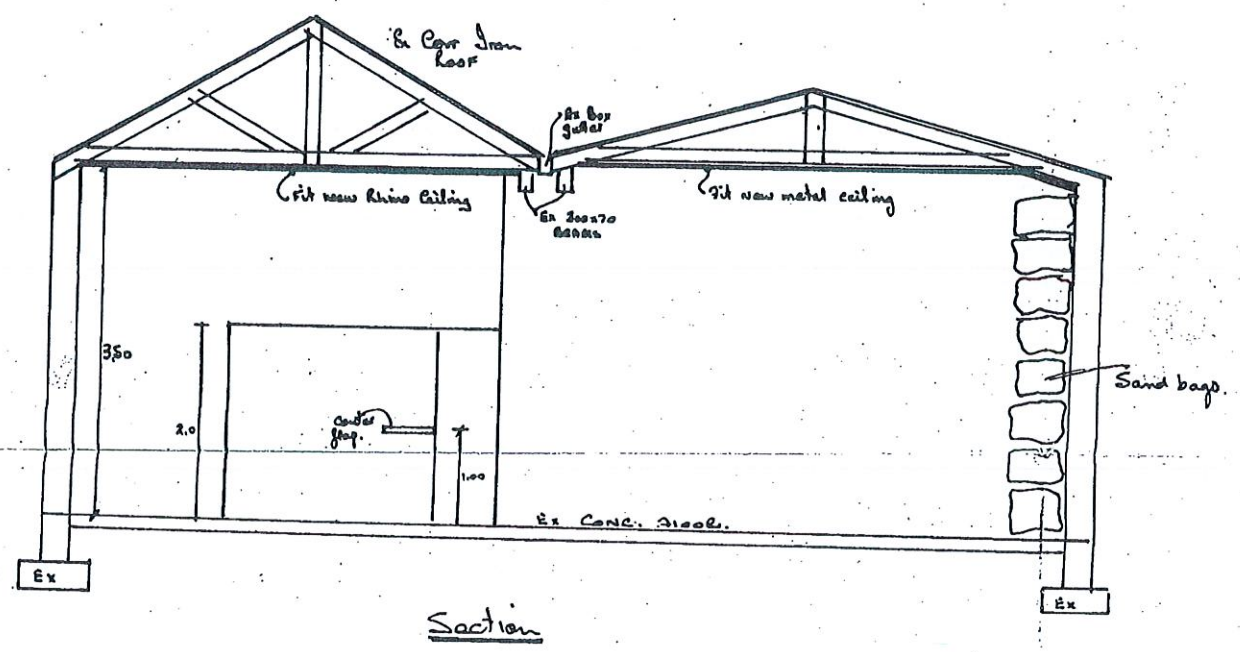 Ex Corr Iron
Roof
Ex Box
gutter
Fit new Rhino Ceiling
Ex 200x70
BEAMS
Fit new metal ceiling
3,50
Sand bags.
2.0
Counter
flap.
1.00
Ex CONC. FLOOR.
Ex
Ex
Section